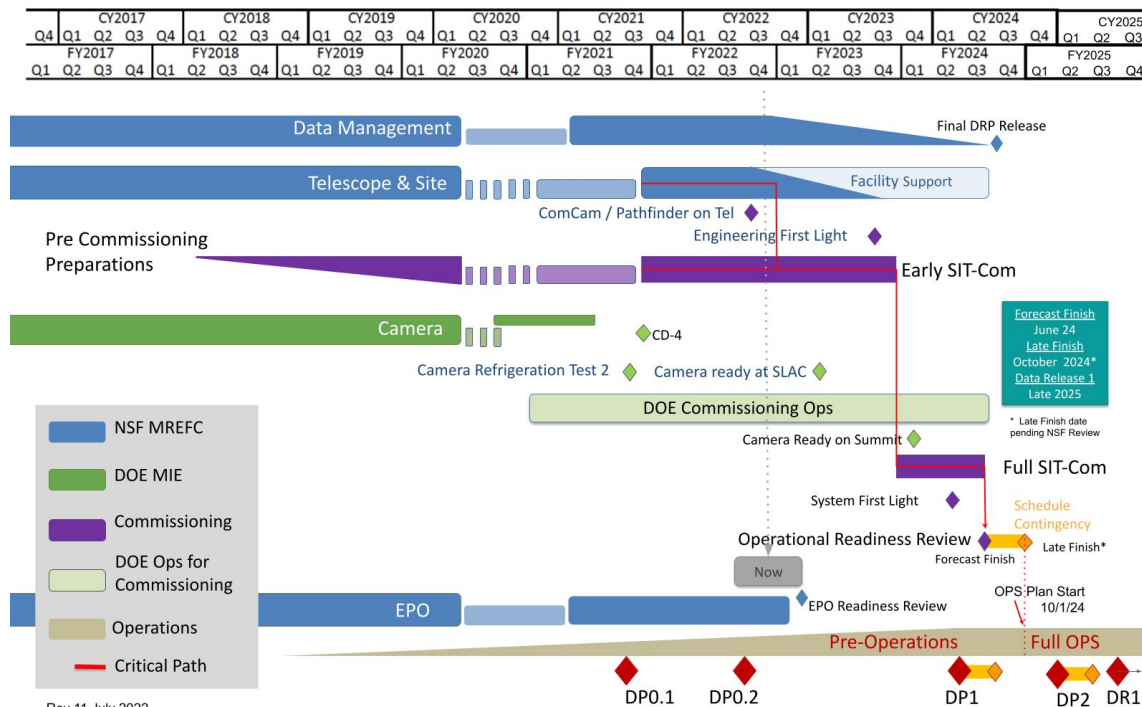 CY2017 CY2018 CY2019 CY2020 CY2021 CY2022 CY2023 CY2024 CY2025
Q4 Q1 Q2 Q3 Q4 Q1 Q2 Q3 Q4 Q1 Q2 Q3 Q4 Q1 Q2 Q3 Q4 Q1 Q2 Q3 Q4 Q1 Q2 Q3 Q4 Q1 Q2 Q3 Q4 Q1 Q2 Q3 Q4 Q1 Q2 Q3
FY2017 FY2018 FY2019 FY2020 FY2021 FY2022 FY2023 FY2024 FY2025
Q1 Q2 Q3 Q4 Q1 Q2 Q3 Q4 Q1 Q2 Q3 Q4 Q1 Q2 Q3 Q4 Q1 Q2 Q3 Q4 Q1 Q2 Q3 Q4 Q1 Q2 Q3 Q4 Q1 Q2 Q3 Q4 Q1 Q2 Q3 Q4
Data Management
Final DRP Release
Telescope & Site
Facility Support
ComCam / Pathfinder on Tel
Engineering First Light
Pre Commissioning
Preparations
Early SIT-Com
Camera
CD-4
Forecast Finish
June 24
Late Finish
October 2024*
Data Release 1
Late 2025
Camera Refrigeration Test 2
Camera ready at SLAC
DOE Commissioning Ops
* Late Finish date
pending NSF Review
Camera Ready on Summit
Full SIT-Com
System First Light
Schedule
Contingency
Operational Readiness Review
Forecast Finish
Late Finish*
Now
OPS Plan Start
10/1/24
EPO
EPO Readiness Review
Pre-Operations
Full OPS
DP0.1
DP0.2
DP1
DP2
DR1
NSF MREFC
DOE MIE
Commissioning
DOE Ops for
Commissioning
Operations
Critical Path
Rev 11 July 2022